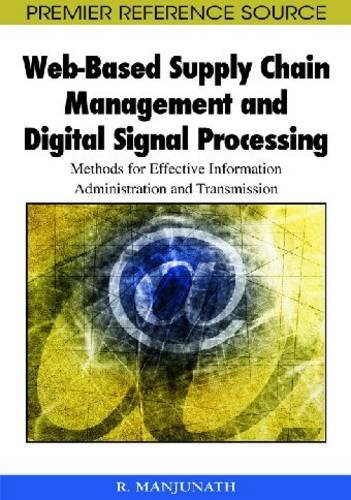 PREMIER REFERENCE SOURCE
Web-Based Supply Chain
Management and
Digital Signal Processing
Methods for Effective Information
Administration and Transmission
@
R. MANJUNATH